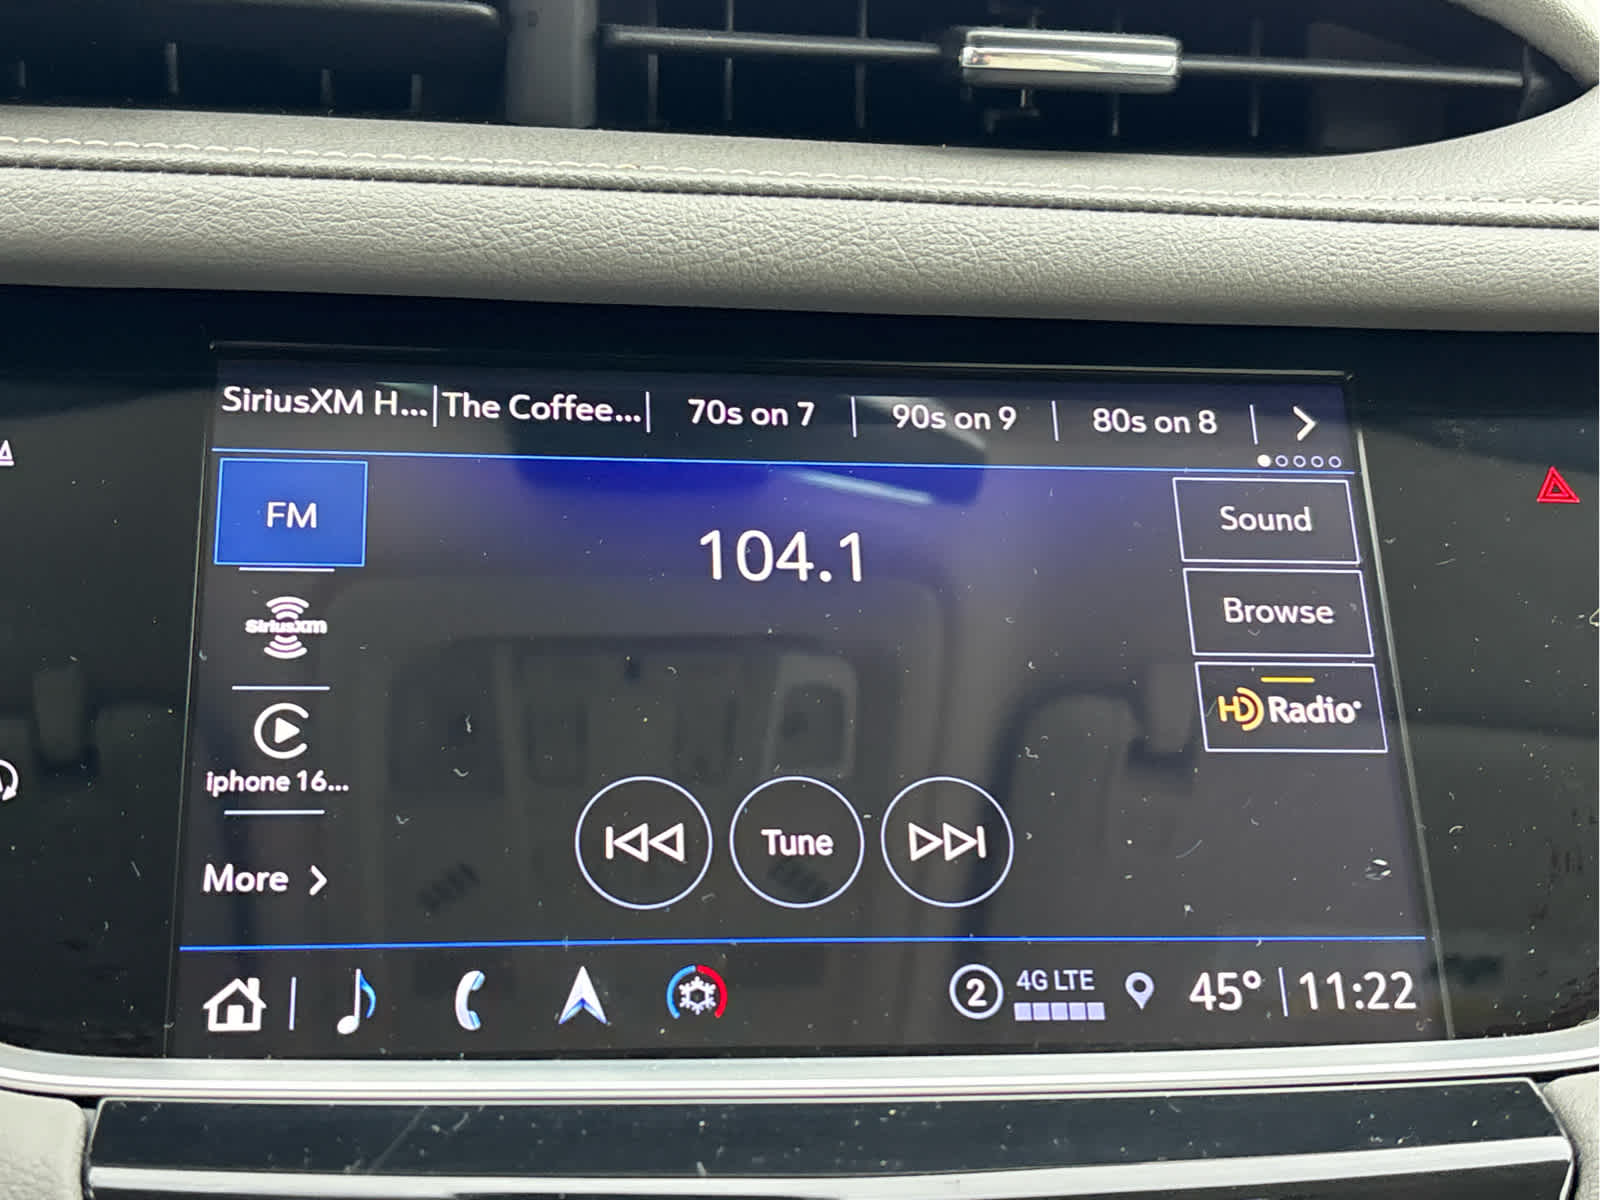 SiriusXM H...
The Coffee...
70s on 7
90s on 9
80s on 8
FM
104.1
Sound
SiriusXm
Browse
HD Radio
iphone 16...
Tune
More
2
4G LTE
45°
11:22